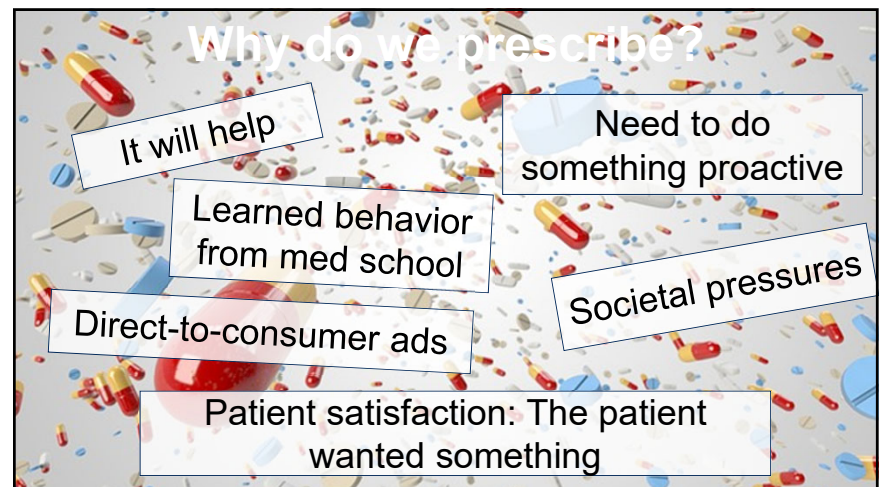 Why do we prescribe?
It will help
Need to do
something proactive
Learned behavior
from med school
Societal pressures
Direct-to-consumer ads
Patient satisfaction: The patient
wanted something